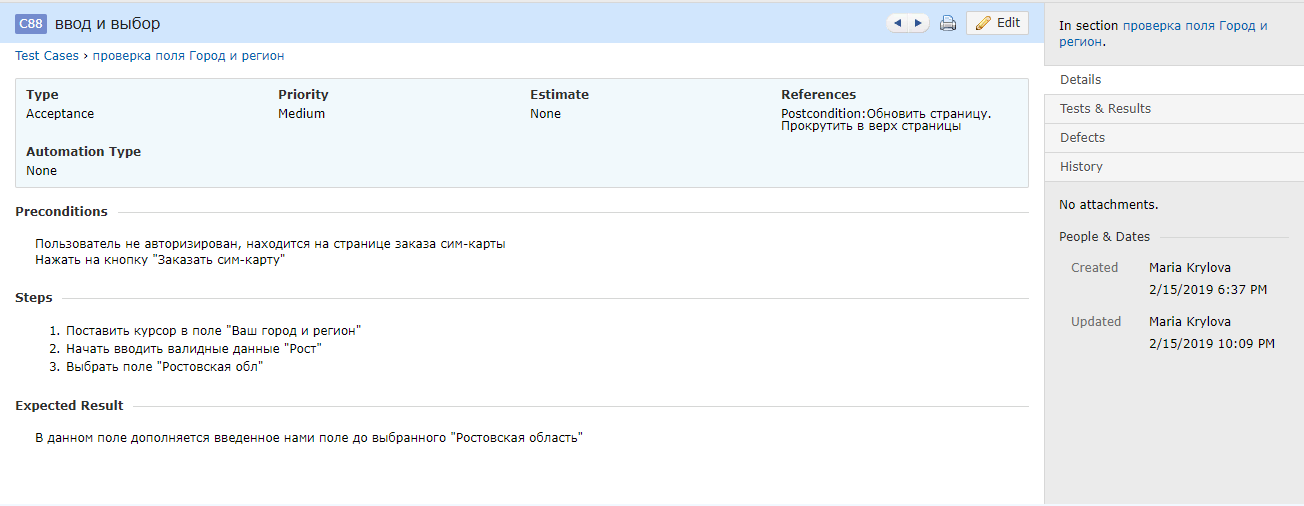 C88 ввод и выбор
Edit
Test Cases › проверка поля Город и регион
Type
Priority
Estimate
References
Acceptance
Medium
None
Postcondition:Обновить страницу.
Прокрутить в верх страницы
Automation Type
None
Preconditions
Пользователь не авторизирован, находится на странице заказа сим-карты
Нажать на кнопку "Заказать сим-карту"
Steps
1. Поставить курсор в поле "Ваш город и регион"
2. Начать вводить валидные данные "Рост"
3. Выбрать поле "Ростовская обл"
Expected Result
В данном поле дополняется введенное нами поле до выбранного "Ростовская область"
In section проверка поля Город и
регион.
Details
Tests & Results
Defects
History
No attachments.
People & Dates
Created
Maria Krylova
2/15/2019 6:37 PM
Updated
Maria Krylova
2/15/2019 10:09 PM